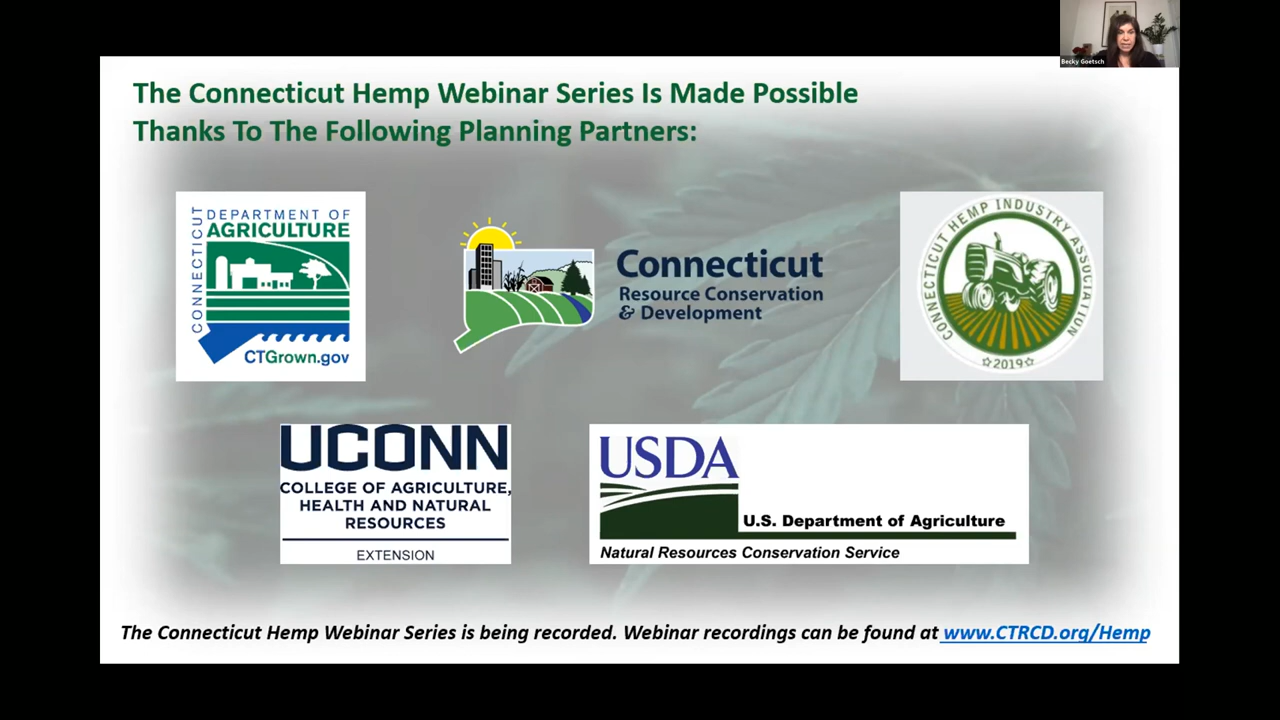 Becky Goetsch
The Connecticut Hemp Webinar Series Is Made Possible
Thanks To The Following Planning Partners:
CONNECTICUT
DEPARTMENT OF
AGRICULTURE
CTGrown.gov
Connecticut
Resource Conservation
& Development
CONNECTICUT HEMP INDUSTRY ASSOCIATION
2019
UCONN
COLLEGE OF AGRICULTURE,
HEALTH AND NATURAL
RESOURCES
EXTENSION
USDA
U.S. Department of Agriculture
Natural Resources Conservation Service
The Connecticut Hemp Webinar Series is being recorded. Webinar recordings can be found at www.CTRCD.org/Hemp